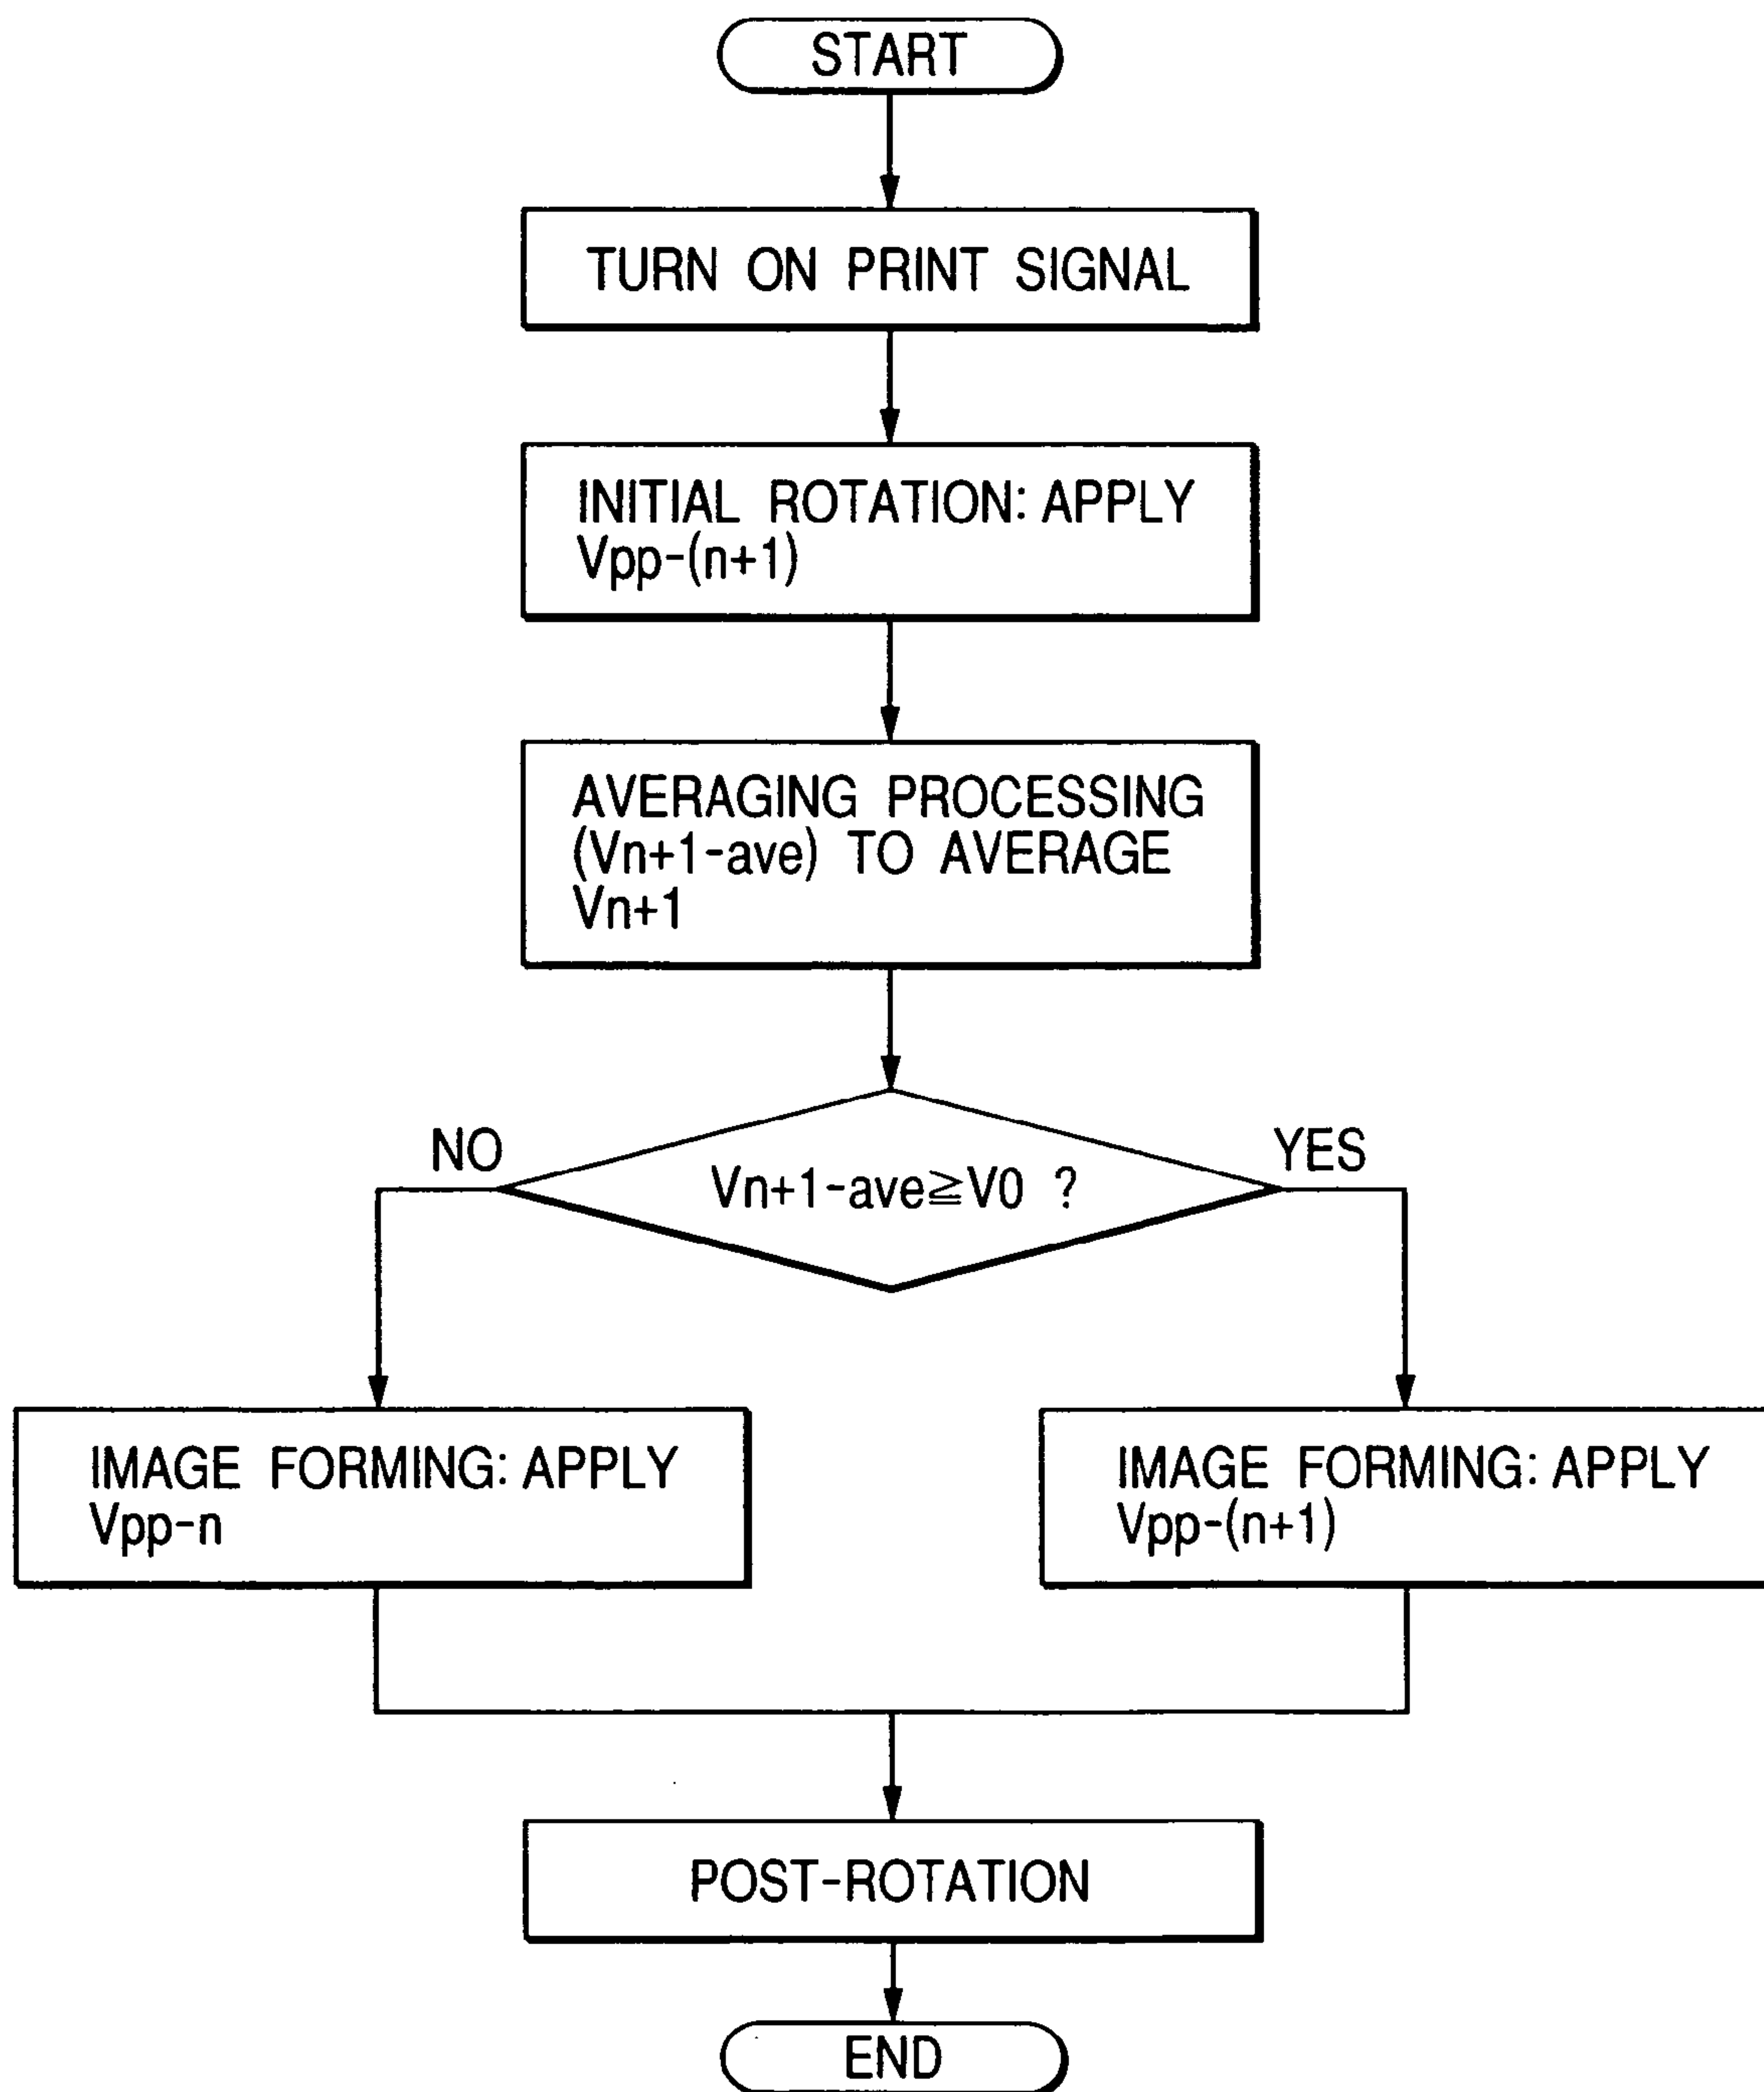 START
TURN ON PRINT SIGNAL
INITIAL ROTATION: APPLY
Vpp-(n+1)
AVERAGING PROCESSING
(Vn+1-ave) TO AVERAGE
Vn+1
NO
YES
Vn+1-ave≧V0 ?
IMAGE FORMING: APPLY
Vpp-n
IMAGE FORMING: APPLY
Vpp-(n+1)
POST-ROTATION
END